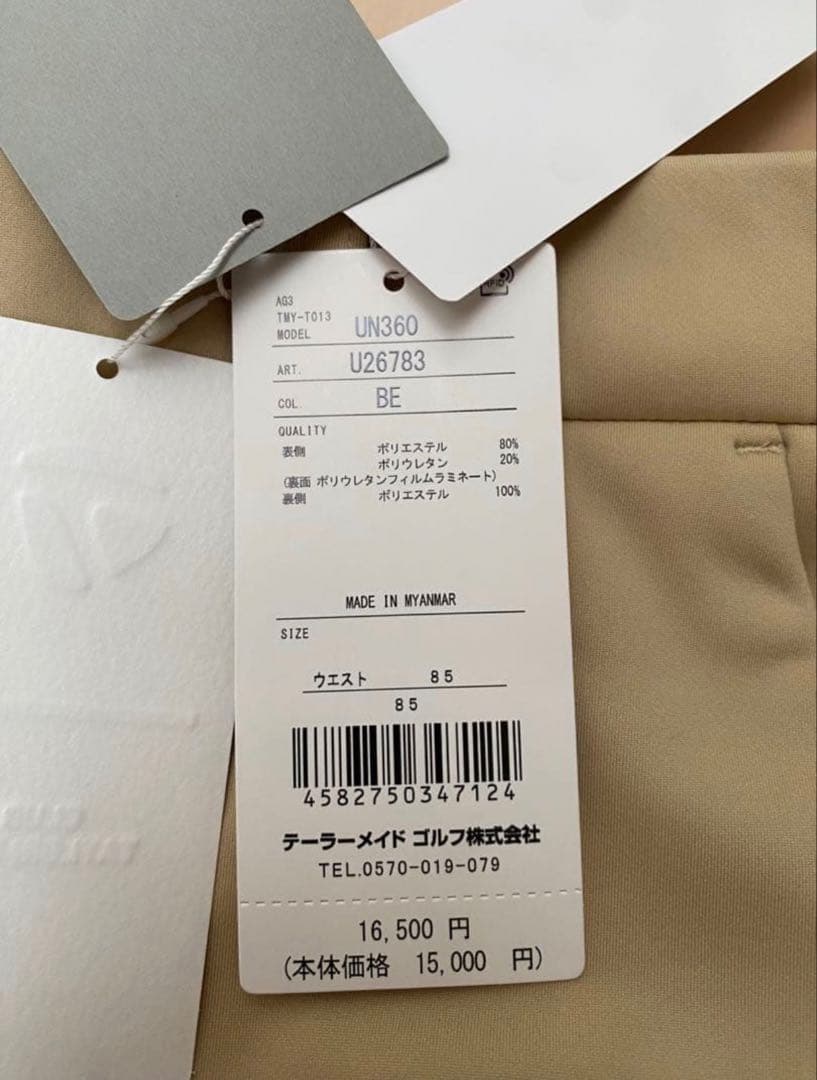 RFID
AG3
TMY-T013
MODEL UN360
ART. U26783
COL. BE
QUALITY
表側 ポリエステル 80%
ポリウレタン 20%
(裏面 ポリウレタンフィルムラミネート)
裏側 ポリエステル 100%
MADE IN MYANMAR
SIZE
ウエスト 85
85
4582750347124
テーラーメイド ゴルフ株式会社
TEL.0570-019-079
16,500 円
(本体価格 15,000 円)